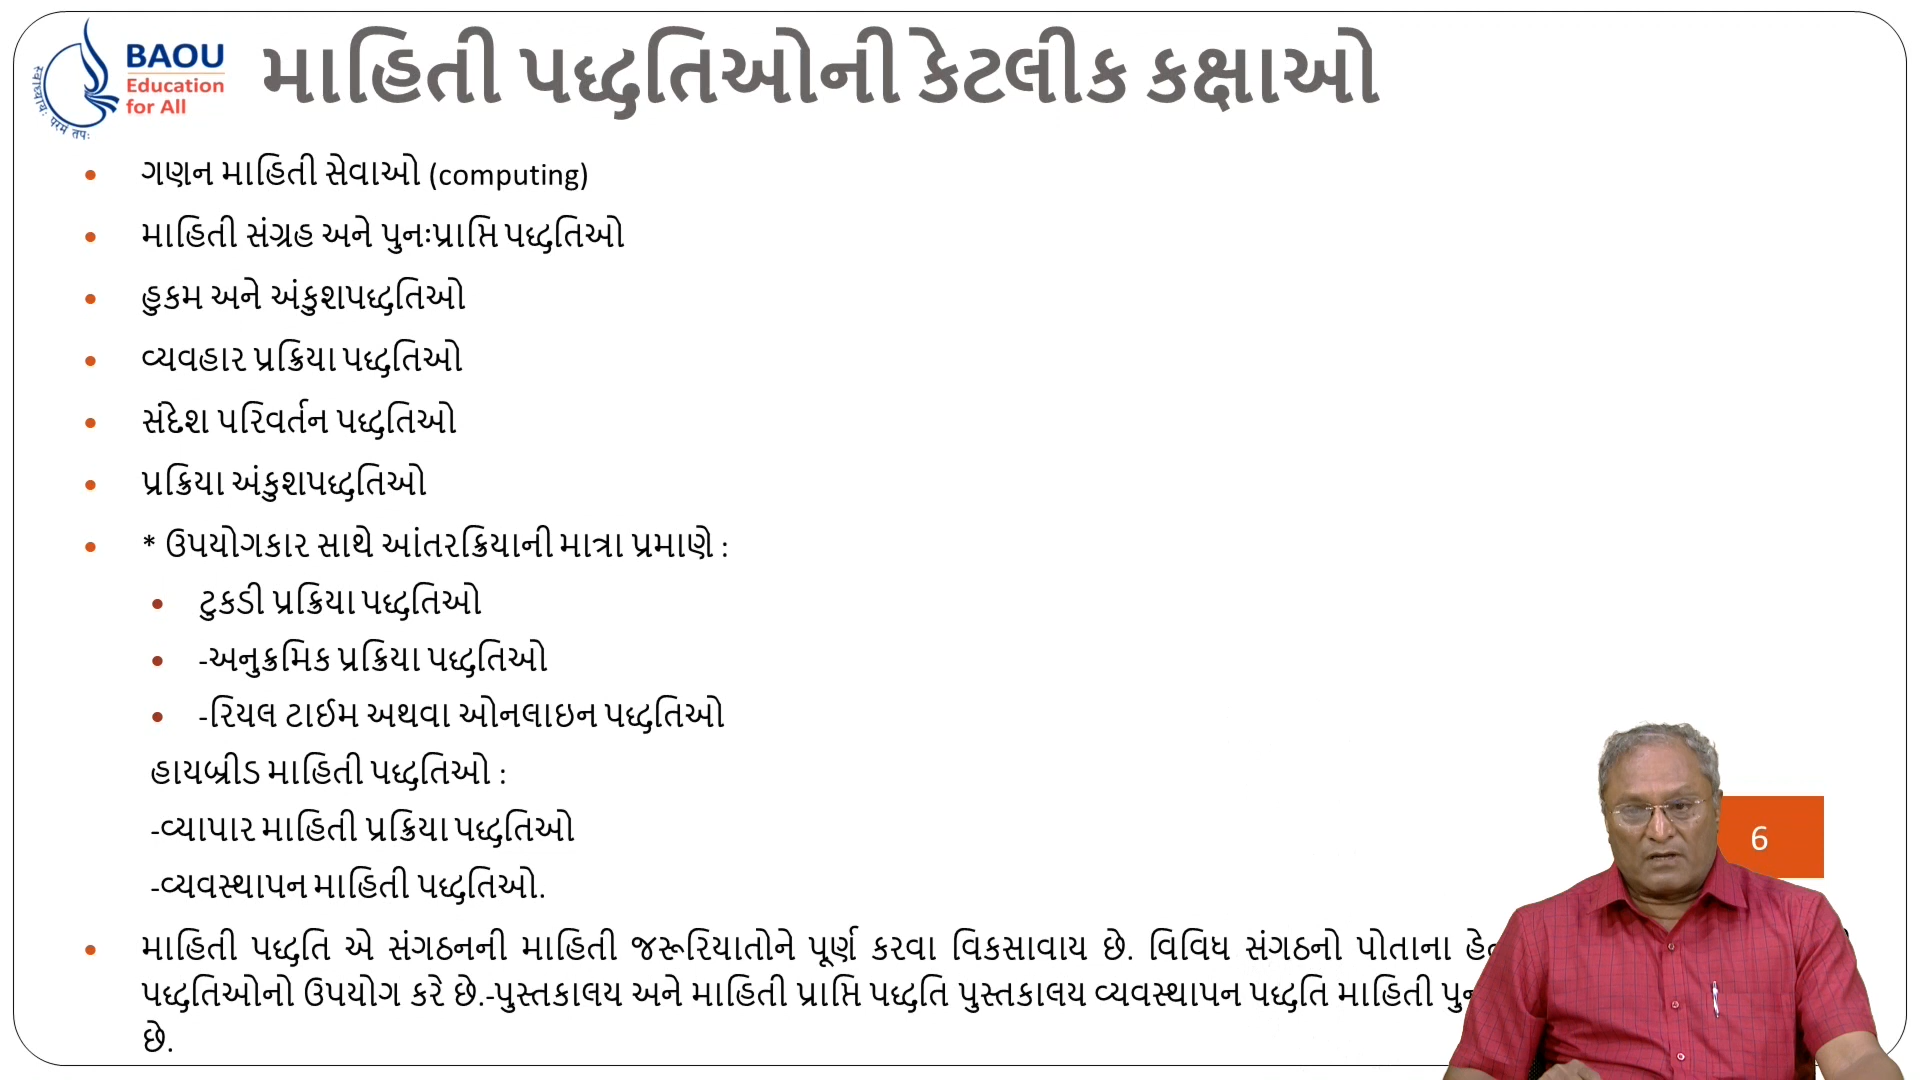 BAOU
Education
for All
સ્વાધ્યાયઃ પરમં તપઃ
માહિતી પદ્ધતિઓની કેટલીક કક્ષાઓ
• ગણન માહિતી સેવાઓ (computing)
• માહિતી સંગ્રહ અને પુનઃપ્રાપ્તિ પદ્ધતિઓ
• હુકમ અને અંકુશપદ્ધતિઓ
• વ્યવહાર પ્રક્રિયા પદ્ધતિઓ
• સંદેશ પરિવર્તન પદ્ધતિઓ
• પ્રક્રિયા અંકુશપદ્ધતિઓ
• * ઉપયોગકાર સાથે આંતરક્રિયાની માત્રા પ્રમાણે :
• ટુકડી પ્રક્રિયા પદ્ધતિઓ
• -અનુક્રમિક પ્રક્રિયા પદ્ધતિઓ
• -રિયલ ટાઈમ અથવા ઓનલાઇન પદ્ધતિઓ
હાયબ્રીડ માહિતી પદ્ધતિઓ :
-વ્યાપાર માહિતી પ્રક્રિયા પદ્ધતિઓ
-વ્યવસ્થાપન માહિતી પદ્ધતિઓ.
6
• માહિતી પદ્ધતિ એ સંગઠનની માહિતી જરૂરિયાતોને પૂર્ણ કરવા વિકસાવાય છે. વિવિધ સંગઠનો પોતાના
પદ્ધતિઓનો ઉપયોગ કરે છે.-પુસ્તકાલય અને માહિતી પ્રાપ્તિ પદ્ધતિ પુસ્તકાલય વ્યવસ્થાપન પદ્ધતિ માહિતી
છે.